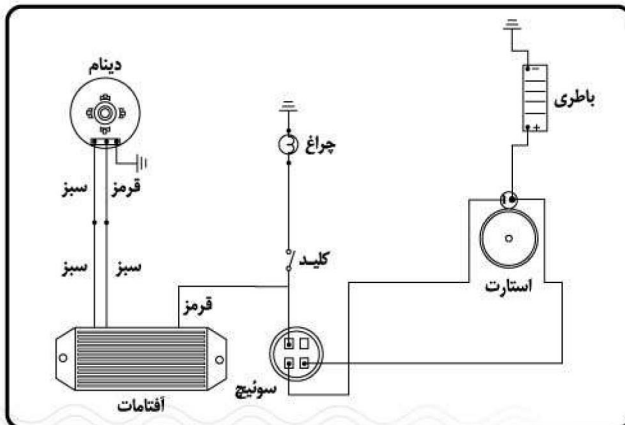 دینام
باطری
چراغ
سبز
قرمز
کلید
سبز
سبز
استارت
قرمز
سوئیچ
آفتامات